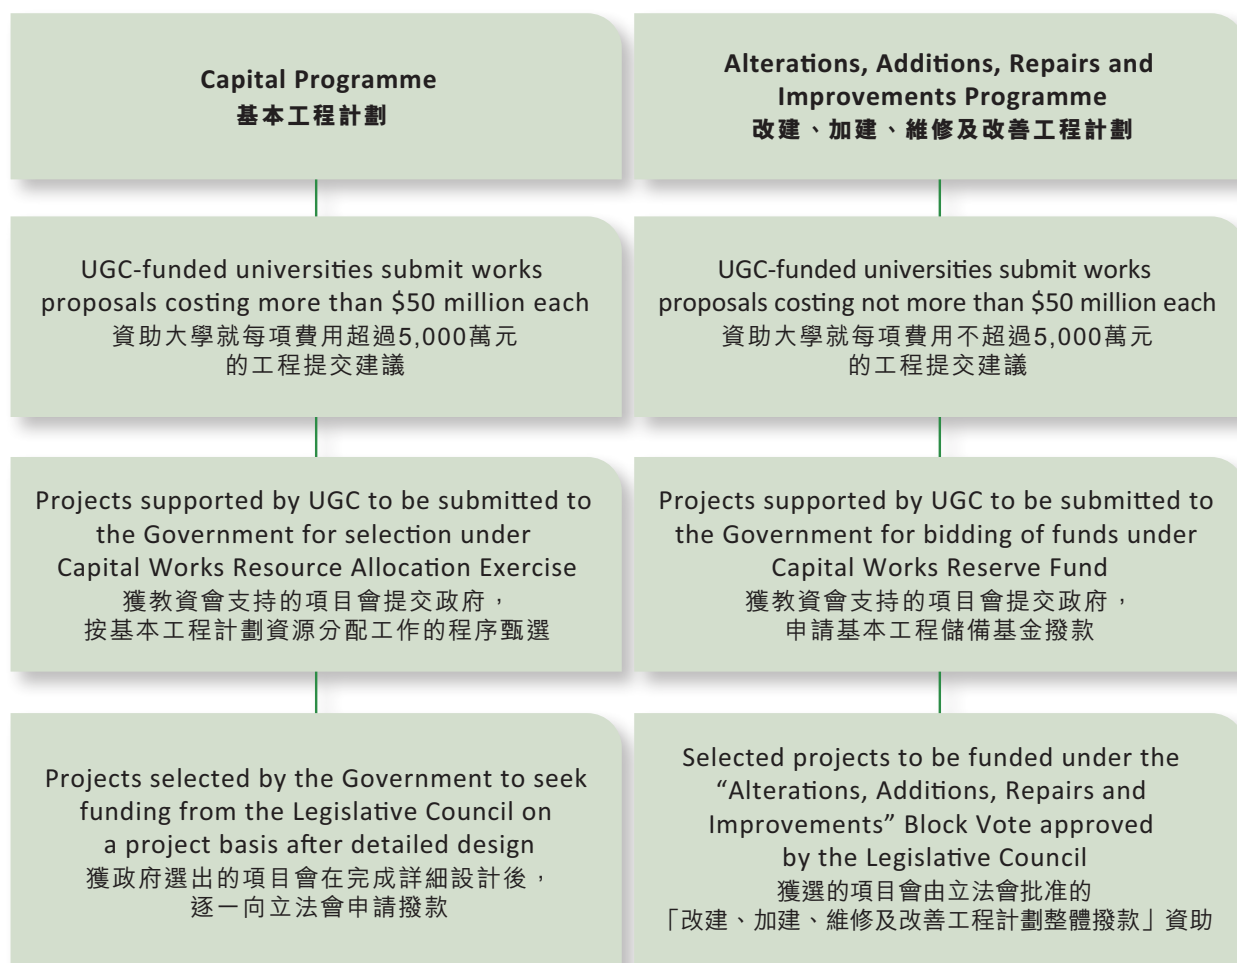 Capital Programme
基本工程計劃
UGC-funded universities submit works
proposals costing more than $50 million each
資助大學就每項費用超過5,000萬元
的工程提交建議
Projects supported by UGC to be submitted to
the Government for selection under
Capital Works Resource Allocation Exercise
獲教資會支持的項目會提交政府，
按基本工程計劃資源分配工作的程序甄選
Projects selected by the Government to seek
funding from the Legislative Council on
a project basis after detailed design
獲政府選出的項目會在完成詳細設計後，
逐一向立法會申請撥款
Alterations, Additions, Repairs and
Improvements Programme
改建、加建、維修及改善工程計劃
UGC-funded universities submit works
proposals costing not more than $50 million each
資助大學就每項費用不超過5,000萬元
的工程提交建議
Projects supported by UGC to be submitted to
the Government for bidding of funds under
Capital Works Reserve Fund
獲教資會支持的項目會提交政府，
申請基本工程儲備基金撥款
Selected projects to be funded under the
“Alterations, Additions, Repairs and
Improvements” Block Vote approved
by the Legislative Council
獲選的項目會由立法會批准的
「改建、加建、維修及改善工程計劃整體撥款」資助